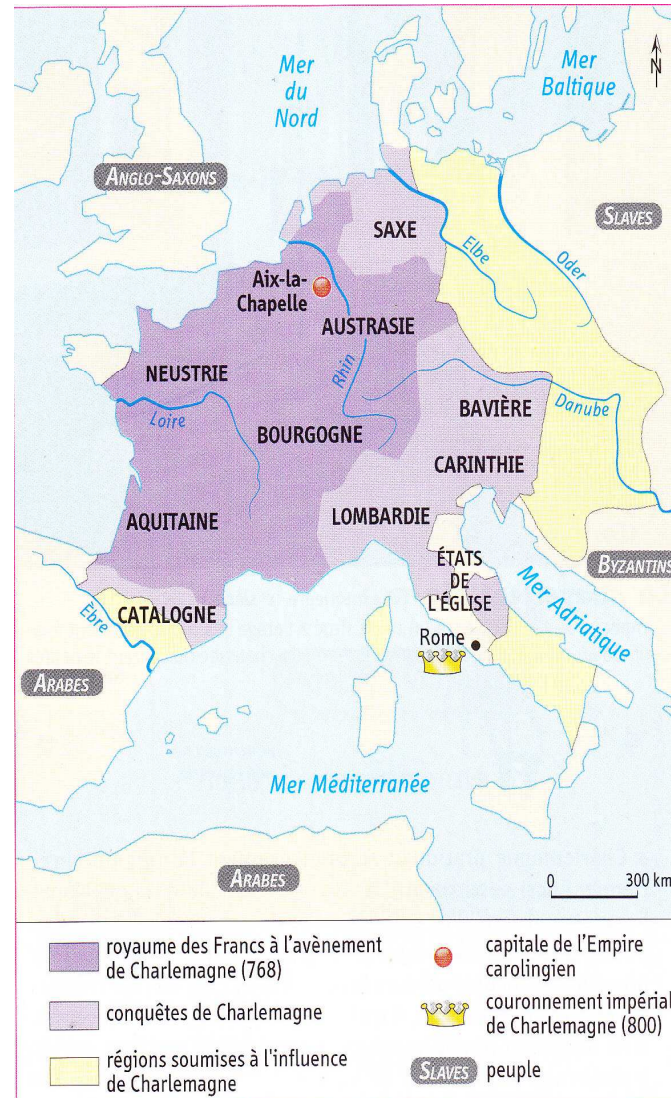 Mer
du
Nord
Mer
Baltique
N
ANGLO-SAXONS
SLAVES
SAXE
Elbe
Oder
Aix-la-
Chapelle
AUSTRASIE
NEUSTRIE
Rhin
Loire
BAVIÈRE
Danube
BOURGOGNE
CARINTHIE
AQUITAINE
LOMBARDIE
ÉTATS
DE
L'ÉGLISE
BYZANTINS
Mer Adriatique
CATALOGNE
Èbre
Rome
ARABES
Mer Méditerranée
ARABES
0 300 km
royaume des Francs à l'avènement
de Charlemagne (768)
conquêtes de Charlemagne
régions soumises à l'influence
de Charlemagne
capitale de l'Empire
carolingien
couronnement impérial
de Charlemagne (800)
SLAVES peuple